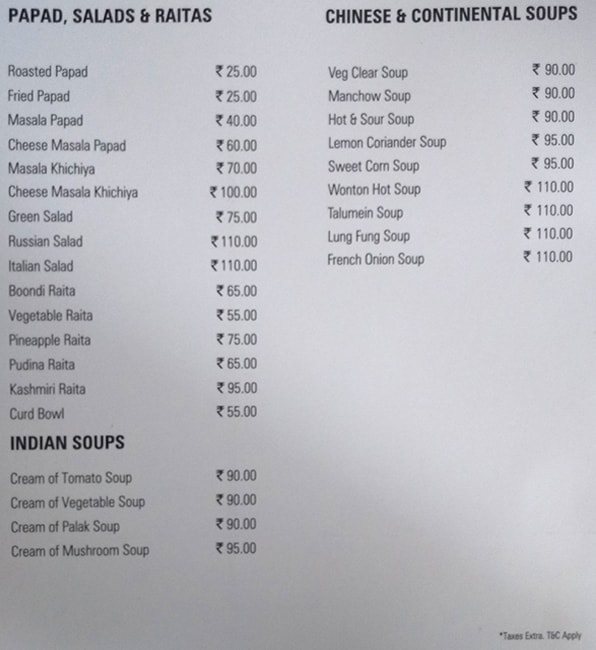 PAPAD, SALADS & RAITAS
Roasted Papad ₹ 25.00
Fried Papad ₹ 25.00
Masala Papad ₹ 40.00
Cheese Masala Papad ₹ 60.00
Masala Khichiya ₹ 70.00
Cheese Masala Khichiya ₹ 100.00
Green Salad ₹ 75.00
Russian Salad ₹ 110.00
Italian Salad ₹ 110.00
Boondi Raita ₹ 65.00
Vegetable Raita ₹ 55.00
Pineapple Raita ₹ 75.00
Pudina Raita ₹ 65.00
Kashmiri Raita ₹ 95.00
Curd Bowl ₹ 55.00
INDIAN SOUPS
Cream of Tomato Soup ₹ 90.00
Cream of Vegetable Soup ₹ 90.00
Cream of Palak Soup ₹ 90.00
Cream of Mushroom Soup ₹ 95.00
CHINESE & CONTINENTAL SOUPS
Veg Clear Soup ₹ 90.00
Manchow Soup ₹ 90.00
Hot & Sour Soup ₹ 90.00
Lemon Coriander Soup ₹ 95.00
Sweet Corn Soup ₹ 95.00
Wonton Hot Soup ₹ 110.00
Talumein Soup ₹ 110.00
Lung Fung Soup ₹ 110.00
French Onion Soup ₹ 110.00
*Taxes Extra. T&C Apply